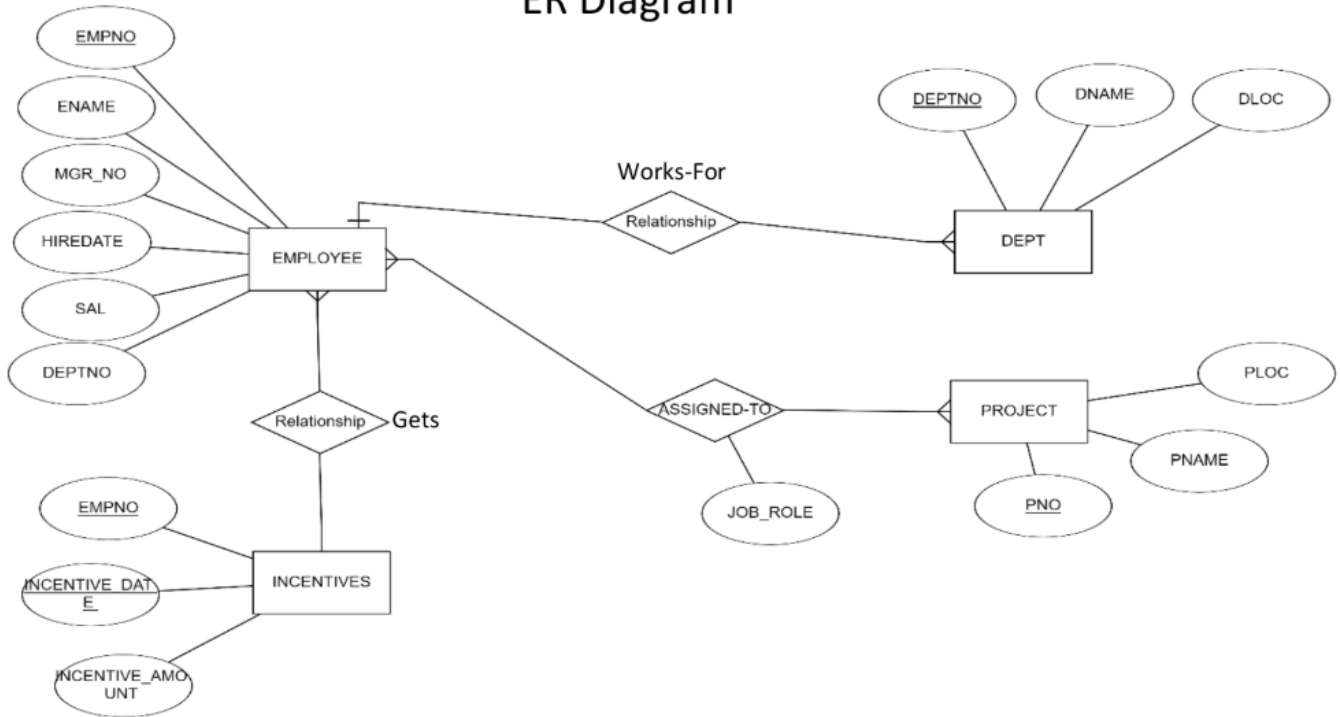 ER Diagram
EMPNO
ENAME
MGR_NO
HIREDATE
SAL
DEPTNO
EMPLOYEE
Works-For
Relationship
DEPTNO
DNAME
DLOC
DEPT
Relationship
Gets
ASSIGNED-TO
JOB_ROLE
PROJECT
PLOC
PNAME
PNO
EMPNO
INCENTIVE_DAT
E
INCENTIVE_AMO
UNT
INCENTIVES